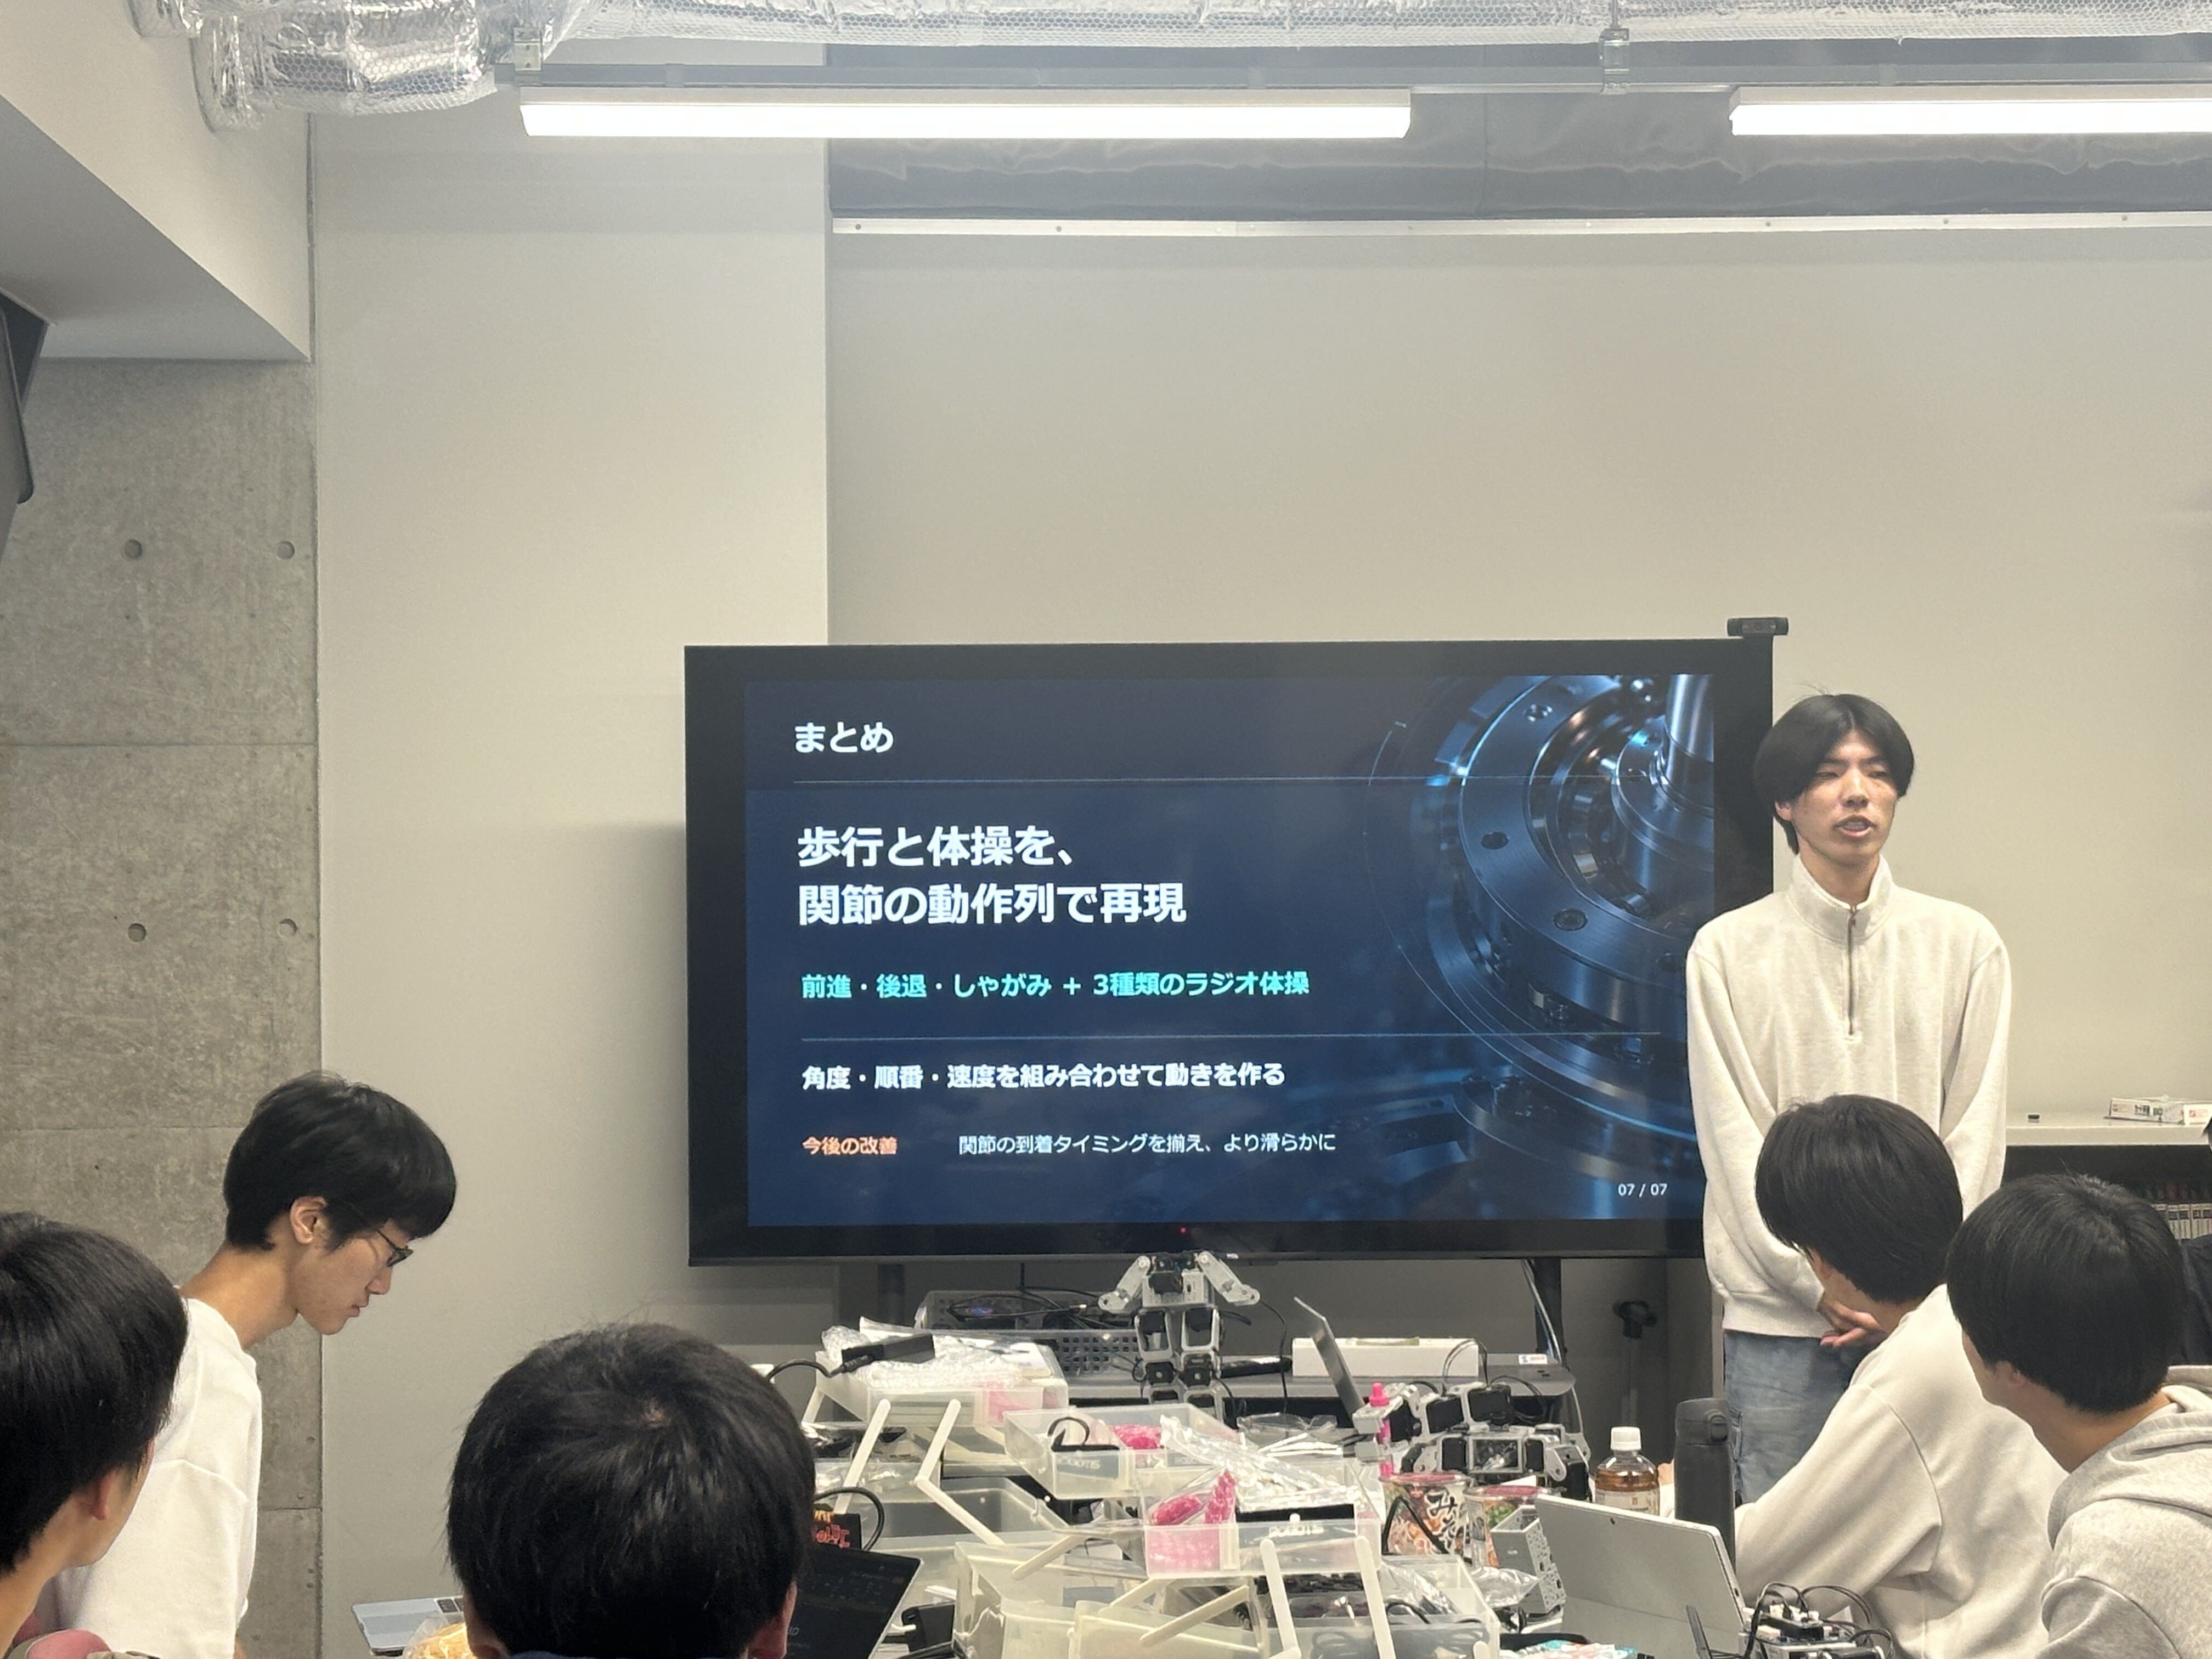 まとめ
歩行と体操を、
関節の動作列で再現
前進・後退・しゃがみ + 3種類のラジオ体操
角度・順番・速度を組み合わせて動きを作る
今後の改善 関節の到着タイミングを揃え、より滑らかに
07 / 07
ROBOTIS
ROBOTIS